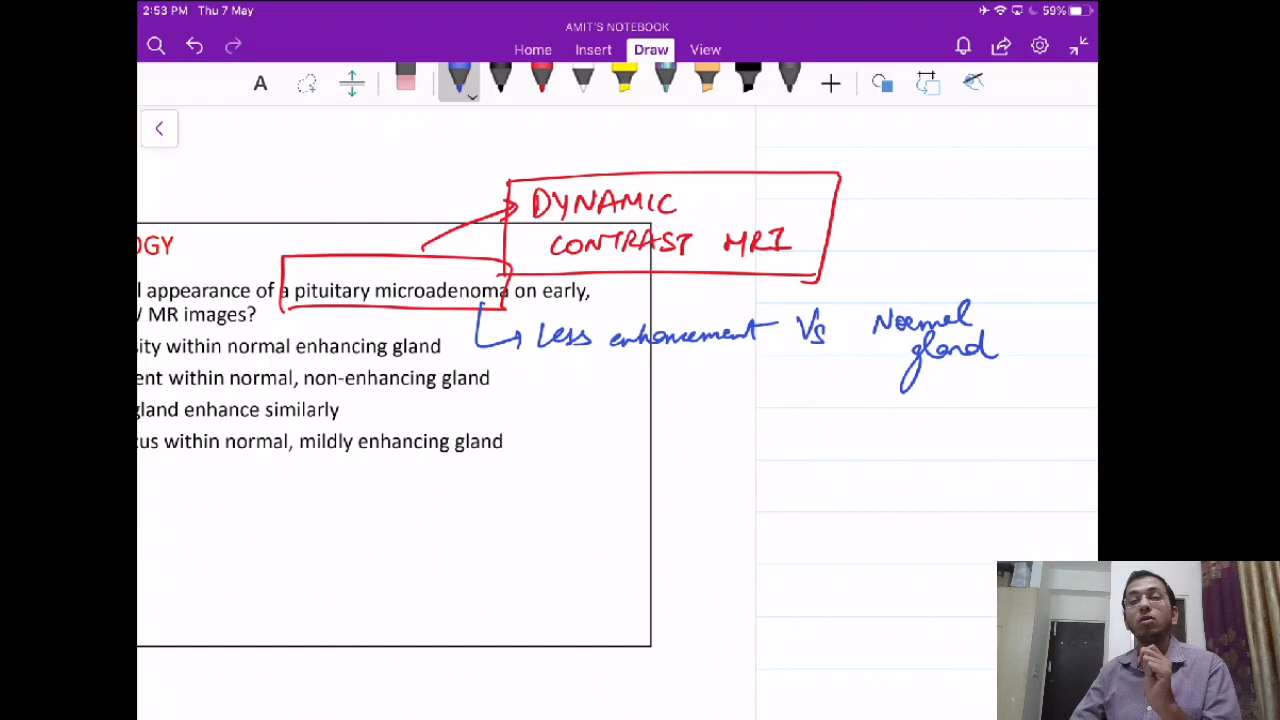 2:53 PM Thu 7 May
59%
AMIT'S NOTEBOOK
Home Insert Draw View
A
DYNAMIC
CONTRAST MRI
OGY
l appearance of a pituitary microadenoma on early,
/ MR images?
Less enhancement Vs Normal
gland
sity within normal enhancing gland
ent within normal, non-enhancing gland
gland enhance similarly
cus within normal, mildly enhancing gland